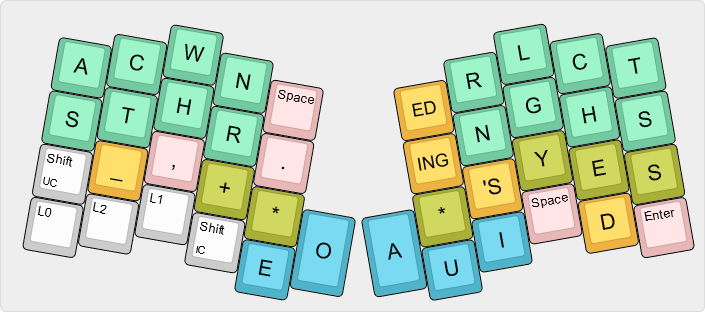 A C W N Space
S T H R .
Shift UC _ , + *
L0 L2 L1 Shift IC E O
ED R L C T
ING N G H S
* 'S Y E S
A U I Space D Enter